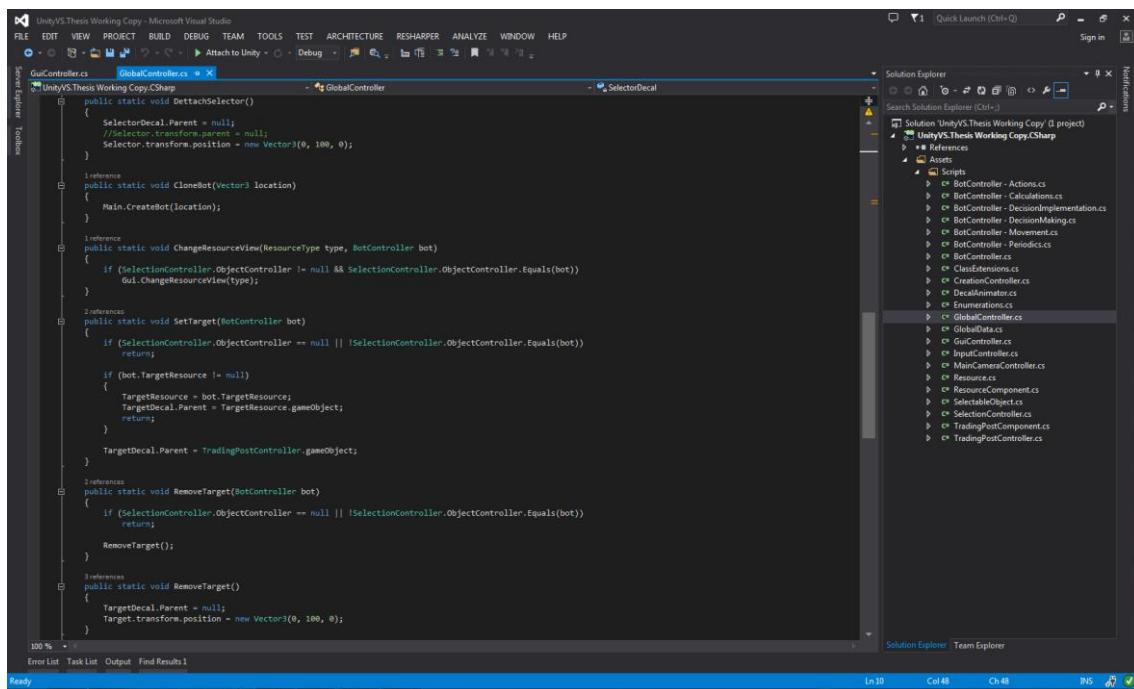 UnityVS.Thesis Working Copy - Microsoft Visual Studio
1
Quick Launch (Ctrl+Q)
FILE EDIT VIEW PROJECT BUILD DEBUG TEAM TOOLS TEST ARCHITECTURE RESHARPER ANALYZE WINDOW HELP
Sign in
Attach to Unity
Debug
Server Explorer
Toolbox
Notifications
GuiController.cs
GlobalController.cs
UnityVS.Thesis Working Copy.CSharp
GlobalController
SelectorDecal
public static void DettachSelector()
{
SelectorDecal.Parent = null;
//Selector.transform.parent = null;
Selector.transform.position = new Vector3(0, 100, 0);
}
1 reference
public static void CloneBot(Vector3 location)
{
Main.CreateBot(location);
}
1 reference
public static void ChangeResourceView(ResourceType type, BotController bot)
{
if (SelectionController.ObjectController != null && SelectionController.ObjectController.Equals(bot))
Gui.ChangeResourceView(type);
}
2 references
public static void SetTarget(BotController bot)
{
if (SelectionController.ObjectController == null || !SelectionController.ObjectController.Equals(bot))
return;
if (bot.TargetResource != null)
{
TargetResource = bot.TargetResource;
TargetDecal.Parent = TargetResource.gameObject;
return;
}
TargetDecal.Parent = TradingPostController.gameObject;
}
2 references
public static void RemoveTarget(BotController bot)
{
if (SelectionController.ObjectController == null || !SelectionController.ObjectController.Equals(bot))
return;
RemoveTarget();
}
3 references
public static void RemoveTarget()
{
TargetDecal.Parent = null;
Target.transform.position = new Vector3(0, 100, 0);
}
100 %
Solution Explorer
Search Solution Explorer (Ctrl+;)
Solution 'UnityVS.Thesis Working Copy' (1 project)
UnityVS.Thesis Working Copy.CSharp
References
Assets
Scripts
BotController - Actions.cs
BotController - Calculations.cs
BotController - DecisionImplementation.cs
BotController - DecisionMaking.cs
BotController - Movement.cs
BotController - Periodics.cs
BotController.cs
ClassExtensions.cs
CreationController.cs
DecalAnimator.cs
Enumerations.cs
GlobalController.cs
GlobalData.cs
GuiController.cs
InputController.cs
MainCameraController.cs
Resource.cs
ResourceComponent.cs
SelectableObject.cs
SelectionController.cs
TradingPostComponent.cs
TradingPostController.cs
Solution Explorer Team Explorer
Error List Task List Output Find Results 1
Ready
Ln 10 Col 48 Ch 48 INS